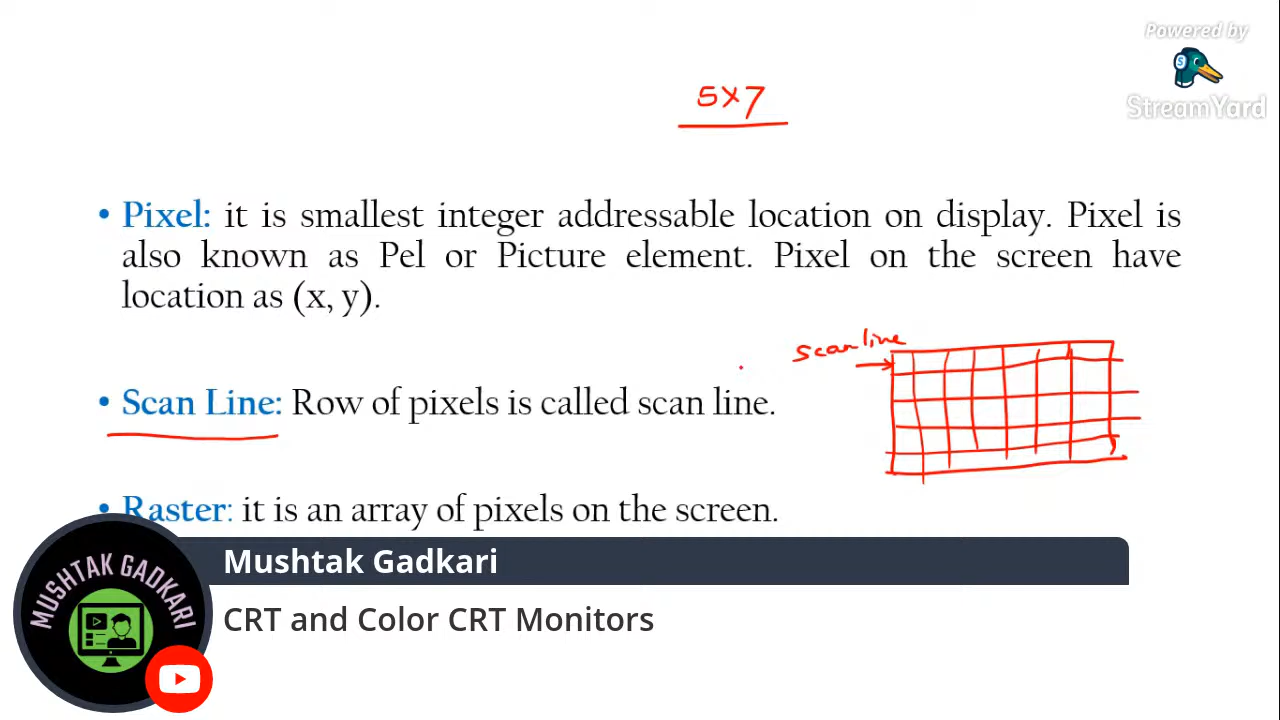 Powered by
S
StreamYard
5x7
• Pixel: it is smallest integer addressable location on display. Pixel is
also known as Pel or Picture element. Pixel on the screen have
location as (x, y).
scan line
• Scan Line: Row of pixels is called scan line.
• Raster: it is an array of pixels on the screen.
MUSHTAK GADKARI
Mushtak Gadkari
CRT and Color CRT Monitors